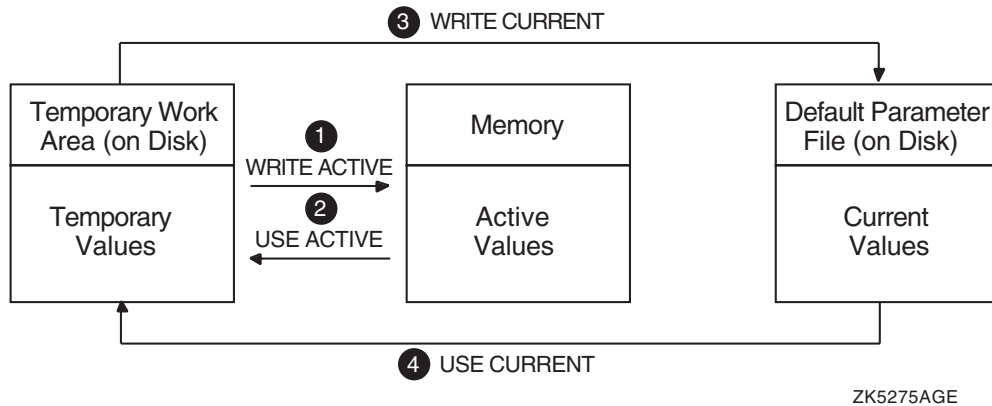 3 WRITE CURRENT
Temporary Work
Area (on Disk)
Temporary
Values
1
WRITE ACTIVE
2
USE ACTIVE
Memory
Active
Values
Default Parameter
File (on Disk)
Current
Values
4 USE CURRENT
ZK5275AGE